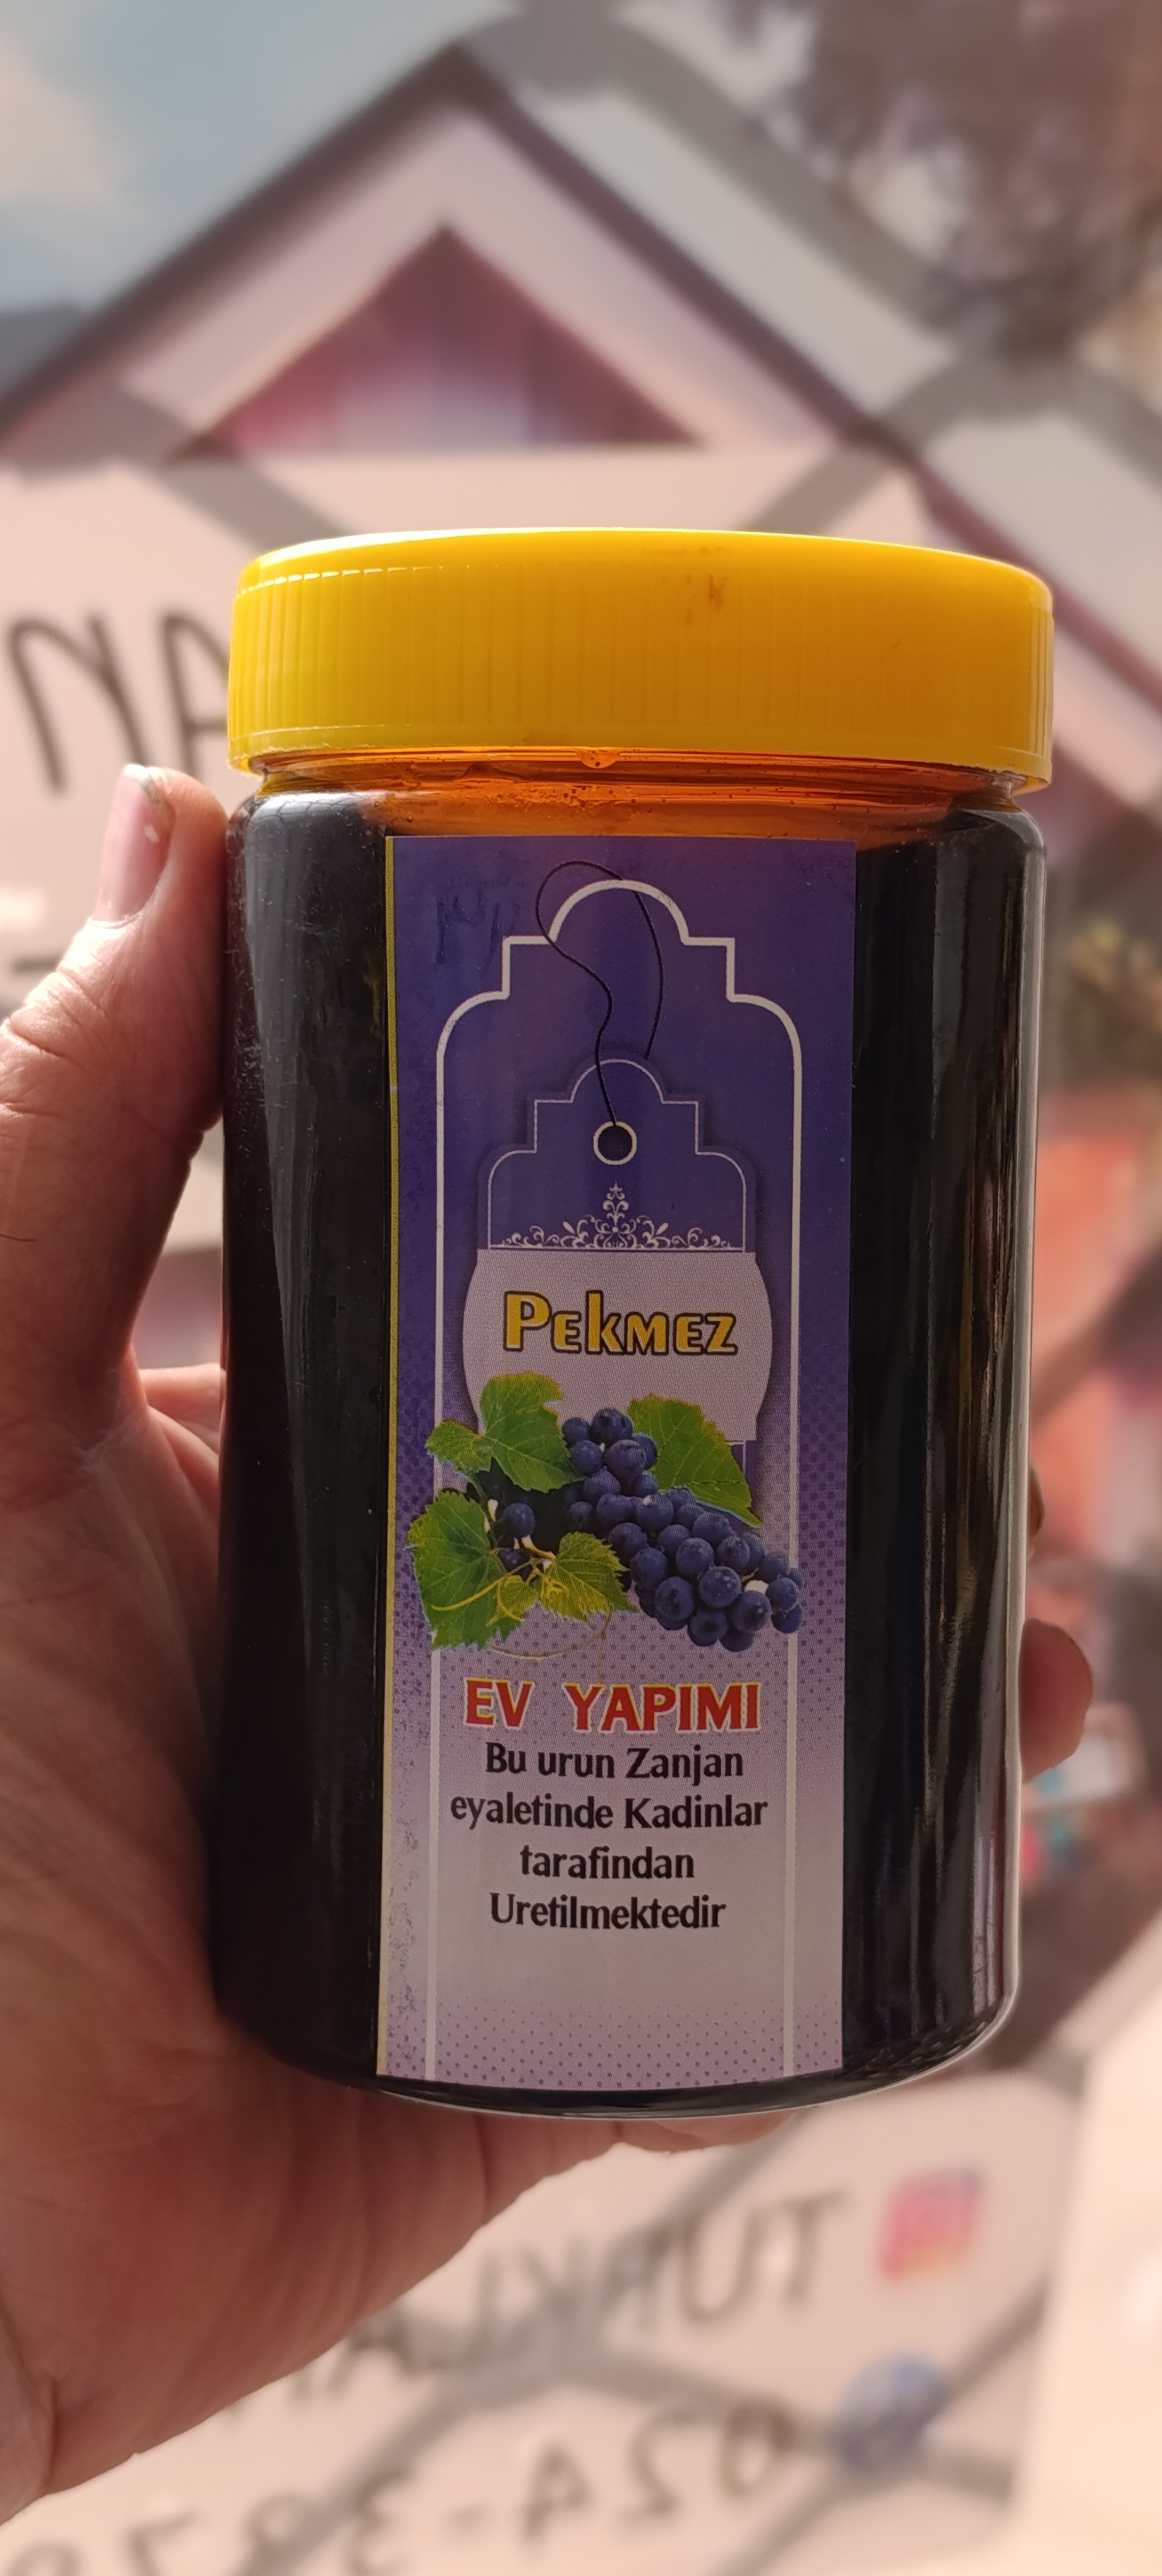 Pekmez
EV YAPIMI
Bu urun Zanjan
eyaletinde Kadinlar
tarafindan
Uretilmektedir